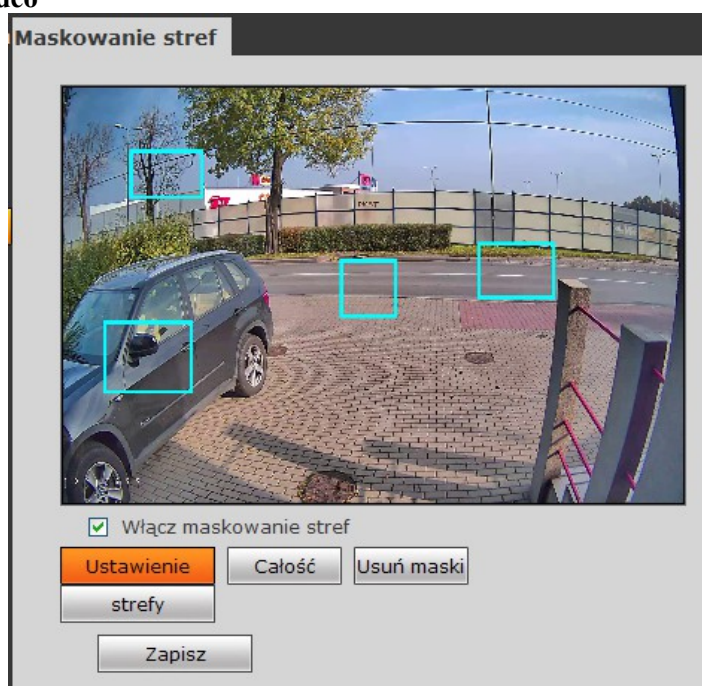 Maskowanie stref
Włącz maskowanie stref
Ustawienie
Całość
Usuń maski
strefy
Zapisz